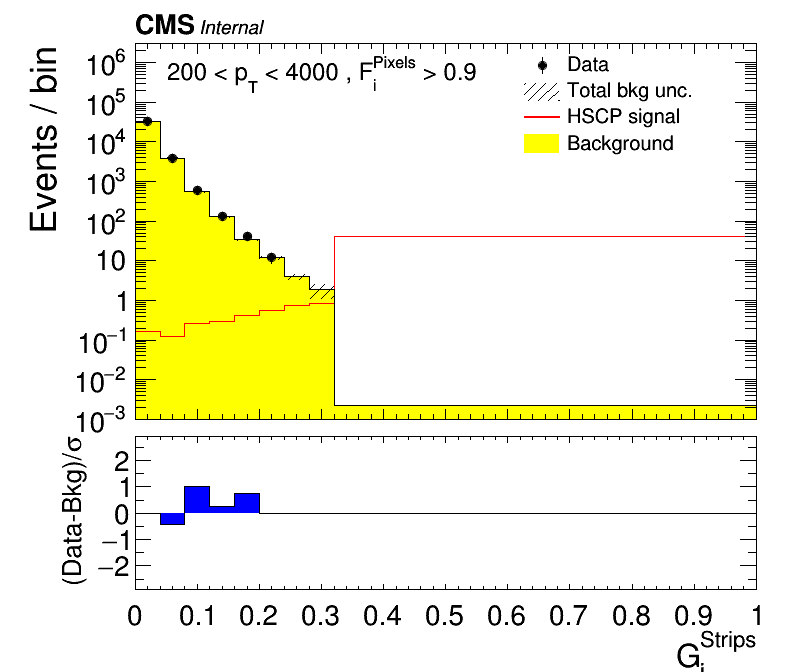 CMS Internal
Events / bin
10^6
10^5
10^4
10^3
10^2
10
1
10^−1
10^−2
10^−3
200 < p_T < 4000 , F_i^Pixels > 0.9
Data
Total bkg unc.
HSCP signal
Background
(Data-Bkg)/σ
2
1
0
−1
−2
0 0.1 0.2 0.3 0.4 0.5 0.6 0.7 0.8 0.9 1
G_i^Strips